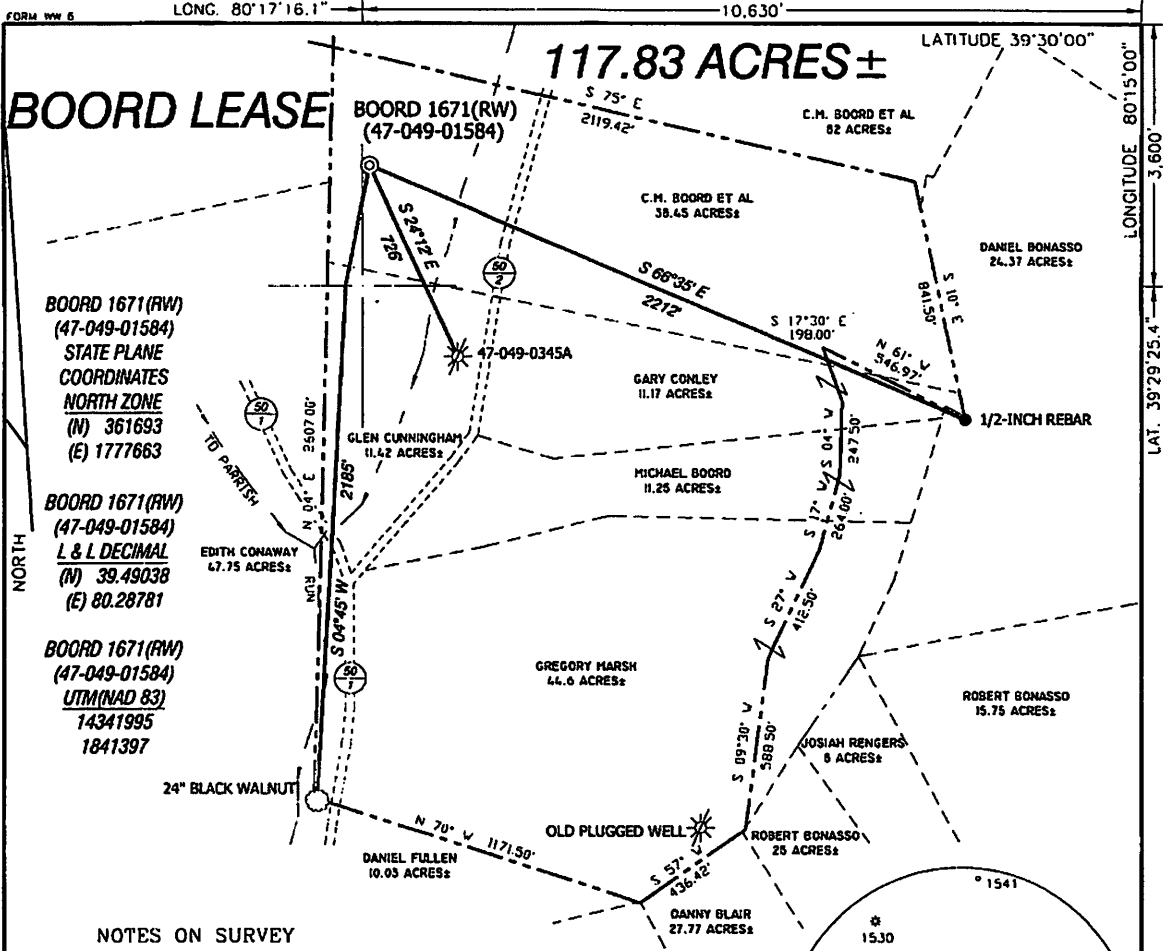 FORM WW 6
LONG. 80°17'16.1"
10,630'
LATITUDE 39°30'00"
LONGITUDE 80°15'00"
3,600'
LAT. 39°29'25.4"
117.83 ACRES±
BOORD LEASE
BOORD 1671(RW)
(47-049-01584)
S 75° E
2119.42'
C.M. BOORD ET AL
82 ACRES±
C.M. BOORD ET AL
38.45 ACRES±
DANIEL BONASSO
24.37 ACRES±
S 24°12' E
726'
50
2
S 66°35' E
2212'
S 10° E
841.50'
S 17°30' E
198.00'
N 61° W
546.97'
47-049-0345A
1/2-INCH REBAR
BOORD 1671(RW)
(47-049-01584)
STATE PLANE
COORDINATES
NORTH ZONE
(N) 361693
(E) 1777663
50
1
TO PARRISH
RUN
N 04° E 2607.00'
2185'
S 04°45' W
GLEN CUNNINGHAM
11.42 ACRES±
GARY CONLEY
11.17 ACRES±
MICHAEL BOORD
11.25 ACRES±
S 04° W
247.50'
S 17° W
264.00'
S 27° W
412.50'
EDITH CONAWAY
47.75 ACRES±
NORTH
BOORD 1671(RW)
(47-049-01584)
L & L DECIMAL
(N) 39.49038
(E) 80.28781
BOORD 1671(RW)
(47-049-01584)
UTM(NAD 83)
14341995
1841397
50
1
GREGORY MARSH
44.6 ACRES±
S 09°30' W
588.50'
ROBERT BONASSO
15.75 ACRES±
JOSIAH RENGERS
8 ACRES±
24" BLACK WALNUT
N 70° W 1171.50'
OLD PLUGGED WELL
ROBERT BONASSO
25 ACRES±
DANIEL FULLEN
10.03 ACRES±
S 57° W
436.42'
DANNY BLAIR
27.77 ACRES±
1541
1530
NOTES ON SURVEY